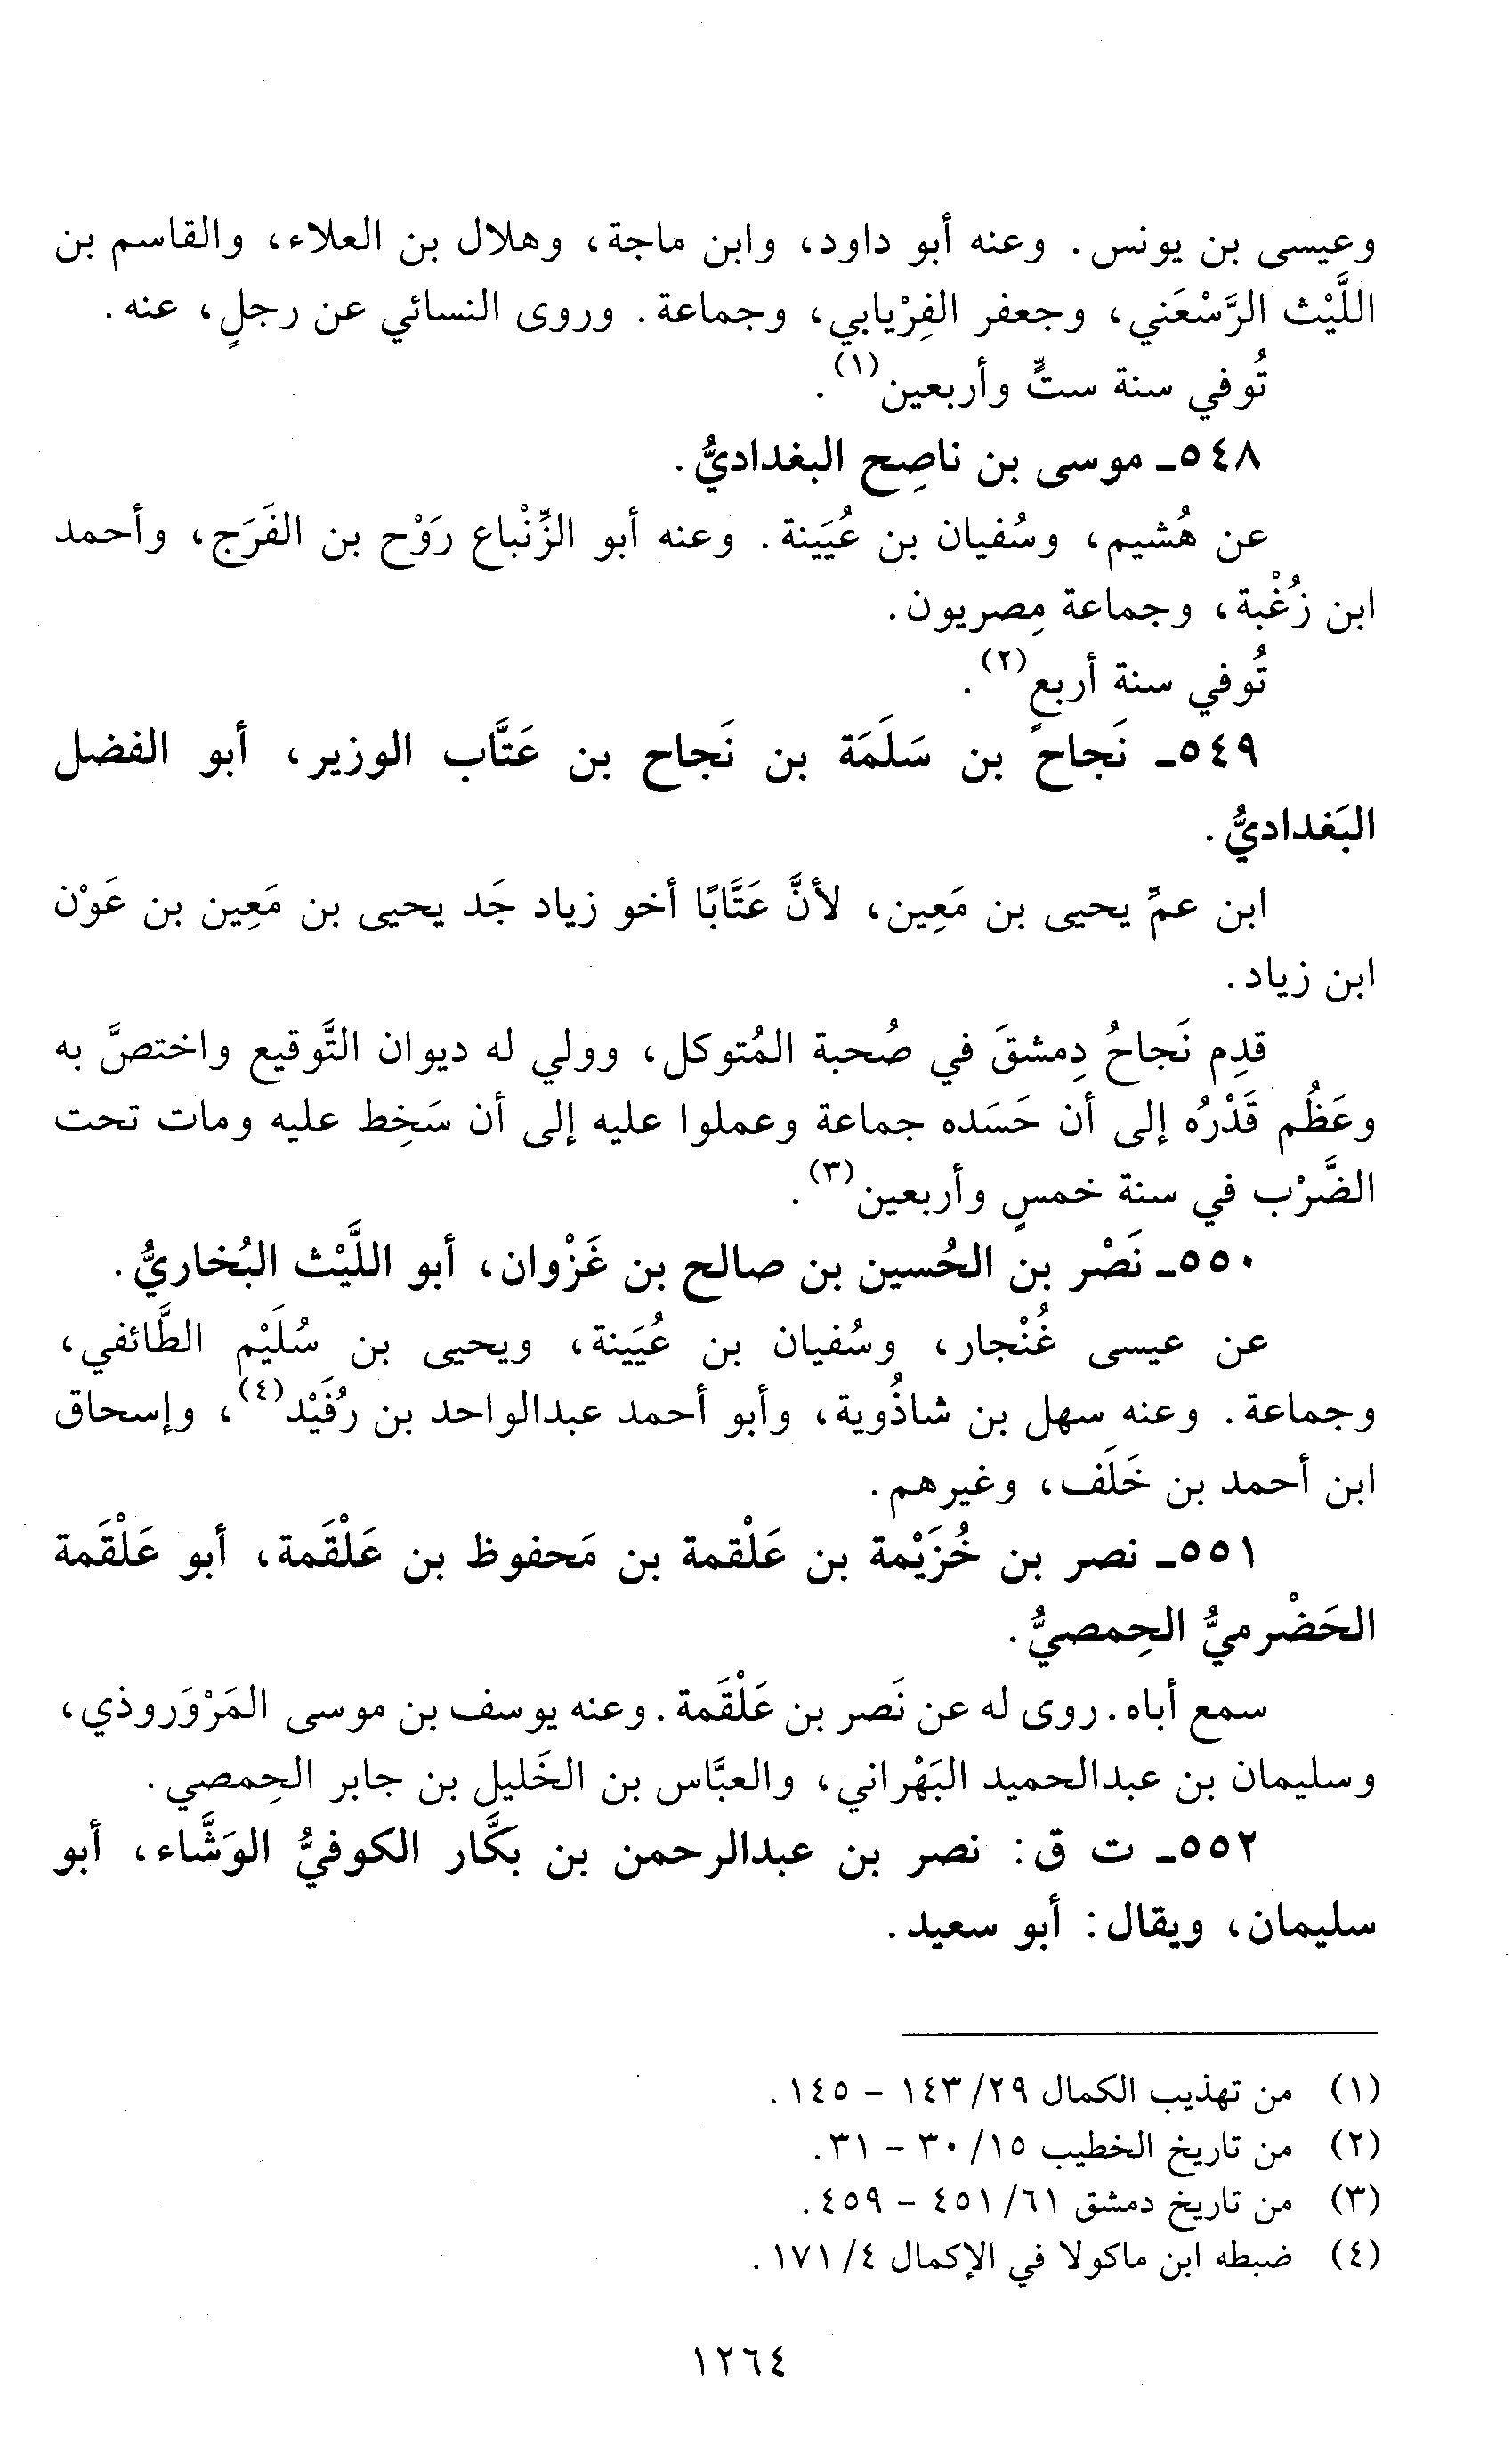 وعيسى بن يونس. وعنه أبو داود، وابن ماجة، وهلال بن العلاء، والقاسم بن
اللَّيْث الرَّسْعَني، وجعفر الفِرْيابي، وجماعة. وروى النسائي عن رجلٍ، عنه.
تُوفي سنة ستٍّ وأربعين(١).
٥٤٨ـ موسى بن ناصِح البغداديُّ.
عن هُشيم، وسُفيان بن عُيَينة. وعنه أبو الزِّنْباع رَوْح بن الفَرَج، وأحمد
ابن زُغْبة، وجماعة مِصريون.
تُوفي سنة أربعٍ(٢).
٥٤٩ـ نَجاح بن سَلَمَة بن نَجاح بن عَتَّاب الوزير، أبو الفضل
البَغداديُّ.
ابن عمِّ يحيى بن مَعِين، لأنَّ عَتَّابًا أخو زياد جَد يحيى بن مَعِين بن عَوْن
ابن زياد.
قدِم نَجاحُ دِمشقَ في صُحبة المُتوكل، وولي له ديوان التَّوقيع واختصَّ به
وعَظُم قَدْرُه إلى أن حَسَده جماعة وعملوا عليه إلى أن سَخِط عليه ومات تحت
الضَّرْب في سنة خمسٍ وأربعين(٣).
٥٥٠ـ نَصْر بن الحُسين بن صالح بن غَزْوان، أبو اللَّيْث البُخاريُّ.
عن عيسى غُنْجار، وسُفيان بن عُيَينة، ويحيى بن سُلَيْم الطَّائفي،
وجماعة. وعنه سهل بن شاذُوية، وأبو أحمد عبدالواحد بن رُفَيْد(٤)، وإسحاق
ابن أحمد بن خَلَف، وغيرهم.
٥٥١ـ نصر بن خُزَيْمة بن عَلْقمة بن مَحفوظ بن عَلْقَمة، أبو عَلْقَمة
الحَضْرميُّ الحِمصيُّ.
سمع أباه. روى له عن نَصر بن عَلْقَمة. وعنه يوسف بن موسى المَرْوَروذي،
وسليمان بن عبدالحميد البَهْراني، والعبَّاس بن الخَليل بن جابر الحِمصي.
٥٥٢ـ ت ق: نصر بن عبدالرحمن بن بكَّار الكوفيُّ الوَشَّاء، أبو
سليمان، ويقال: أبو سعيد.
(١) من تهذيب الكمال ٢٩/ ١٤٣ - ١٤٥.
(٢) من تاريخ الخطيب ١٥/ ٣٠ - ٣١.
(٣) من تاريخ دمشق ٦١/ ٤٥١ - ٤٥٩.
(٤) ضبطه ابن ماكولا في الإكمال ٤/ ١٧١.
١٢٦٤